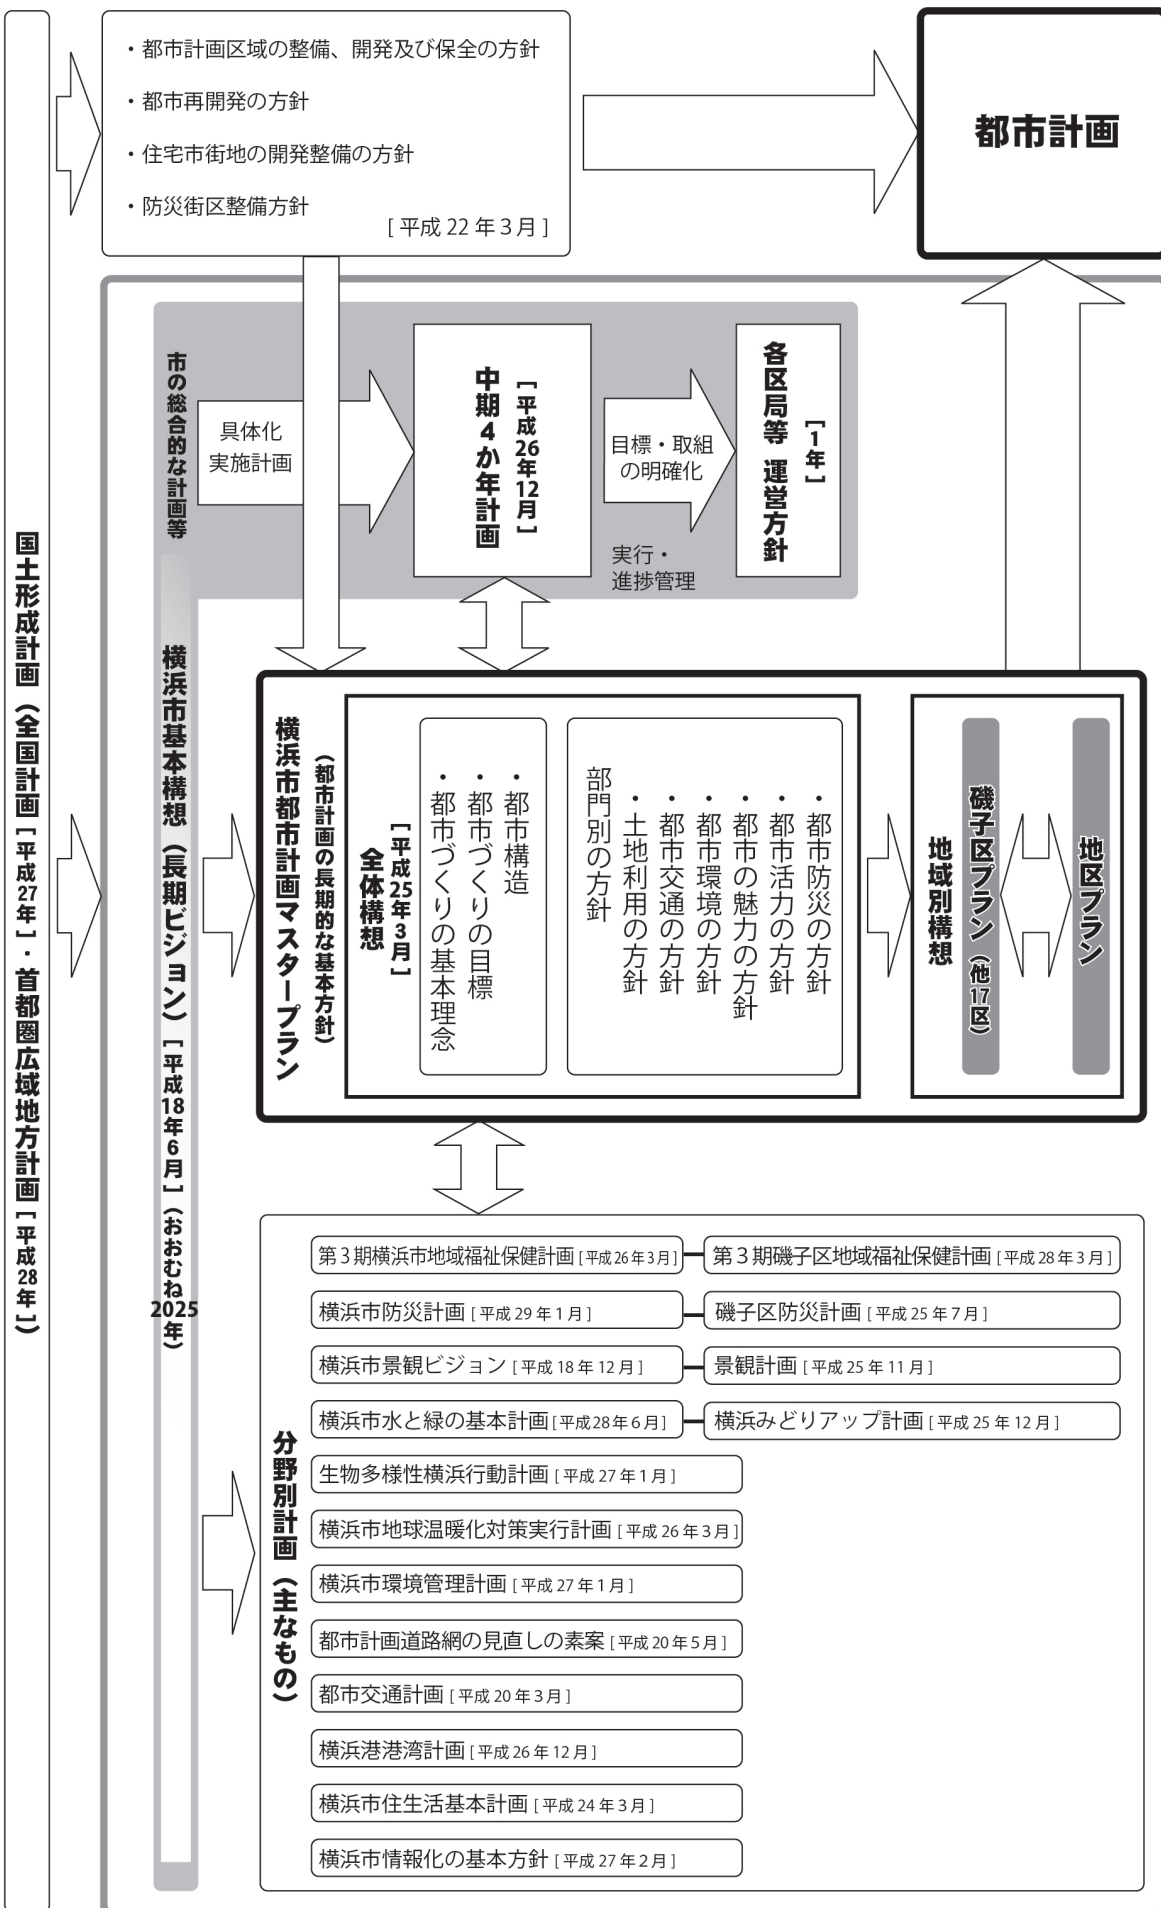 国土形成計画（全国計画［平成27年］・首都圏広域地方計画［平成28年］）
・都市計画区域の整備、開発及び保全の方針
・都市再開発の方針
・住宅市街地の開発整備の方針
・防災街区整備方針
［平成22年3月］
都市計画
市の総合的な計画等
具体化
実施計画
中期4か年計画
［平成26年12月］
目標・取組
の明確化
実行・
進捗管理
各区局等 運営方針
［1年］
横浜市基本構想（長期ビジョン）［平成18年6月］（おおむね2025年）
横浜市都市計画マスタープラン
（都市計画の長期的な基本方針）
全体構想
［平成25年3月］
・都市づくりの基本理念
・都市づくりの目標
・都市構造
部門別の方針
・土地利用の方針
・都市交通の方針
・都市環境の方針
・都市の魅力の方針
・都市活力の方針
・都市防災の方針
地域別構想
磯子区プラン（他17区）
地区プラン
分野別計画（主なもの）
第3期横浜市地域福祉保健計画［平成26年3月］
第3期磯子区地域福祉保健計画［平成28年3月］
横浜市防災計画［平成29年1月］
磯子区防災計画［平成25年7月］
横浜市景観ビジョン［平成18年12月］
景観計画［平成25年11月］
横浜市水と緑の基本計画［平成28年6月］
横浜みどりアップ計画［平成25年12月］
生物多様性横浜行動計画［平成27年1月］
横浜市地球温暖化対策実行計画［平成26年3月］
横浜市環境管理計画［平成27年1月］
都市計画道路網の見直しの素案［平成20年5月］
都市交通計画［平成20年3月］
横浜港港湾計画［平成26年12月］
横浜市住生活基本計画［平成24年3月］
横浜市情報化の基本方針［平成27年2月］